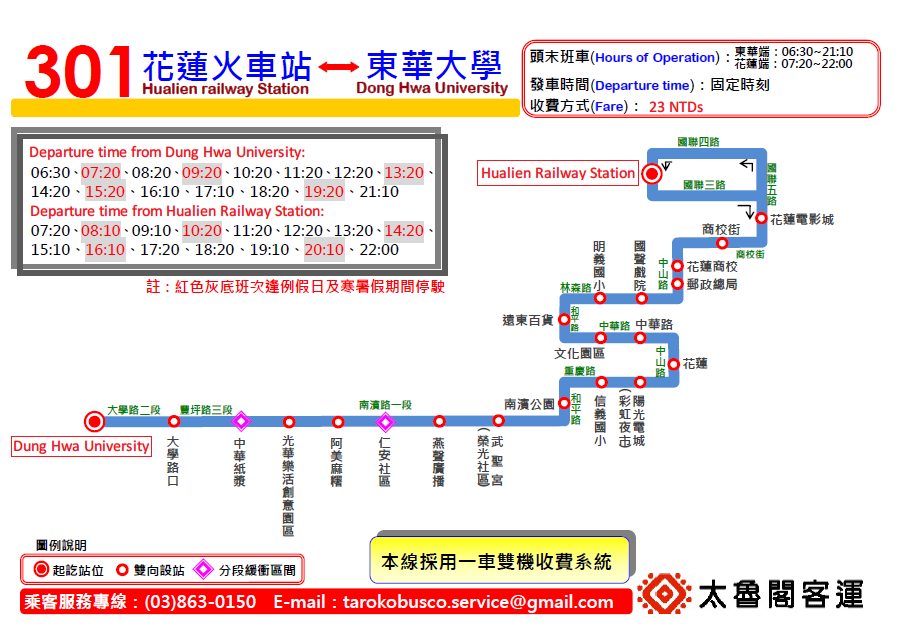 301 花蓮火車站 東華大學
Hualien railway Station Dong Hwa University
頭末班車(Hours of Operation)：東華端：06:30~21:10
花蓮端：07:20~22:00
發車時間(Departure time)：固定時刻
收費方式(Fare)： 23 NTDs
Departure time from Dung Hwa University:
06:30、07:20、08:20、09:20、10:20、11:20、12:20、13:20、
14:20、15:20、16:10、17:10、18:20、19:20、21:10
Departure time from Hualien Railway Station:
07:20、08:10、09:10、10:20、11:20、12:20、13:20、14:20、
15:10、16:10、17:20、18:20、19:10、20:10、22:00
註：紅色灰底班次逢例假日及寒暑假期間停駛
Hualien Railway Station
國聯四路
國聯三路
國聯五路
花蓮電影城
商校街
商校街
花蓮商校
中山路
郵政總局
國聲戲院
明義國小
林森路
遠東百貨
和平路
中華路
中華路
文化園區
中山路
花蓮
重慶路
陽光電城
(彩虹夜市)
信義國小
和平路
南濱公園
南濱路一段
武聖宮
(榮光社區)
燕聲廣播
仁安社區
阿美麻糬
光華樂活創意園區
中華紙漿
豐坪路三段
大學路口
大學路二段
Dung Hwa University
圖例說明
起訖站位 雙向設站 分段緩衝區間
乘客服務專線：(03)863-0150 E-mail：tarokobusco.service@gmail.com
本線採用一車雙機收費系統
太魯閣客運